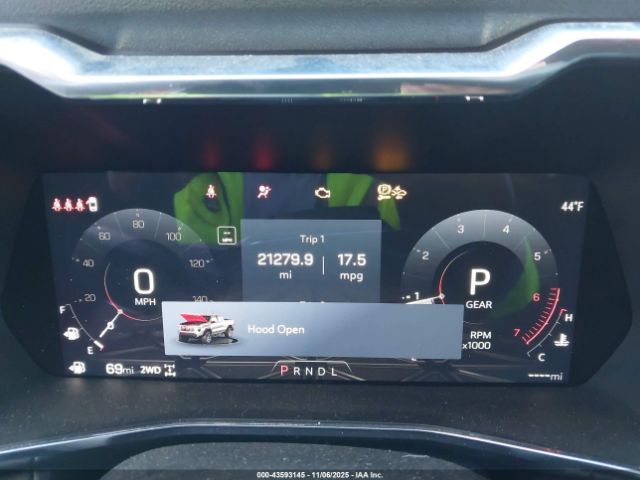 44°F
Trip 1
21279.9 mi 17.5 mpg
20 40 60 80 100 120 140
0
MPH
1 2 3 4 5 6 7
P
GEAR
RPM
x1000
F
E
H
C
Hood Open
69mi 2WD
PRNDL
----mi
000-43593145 - 11/06/2025 - IAA Inc.